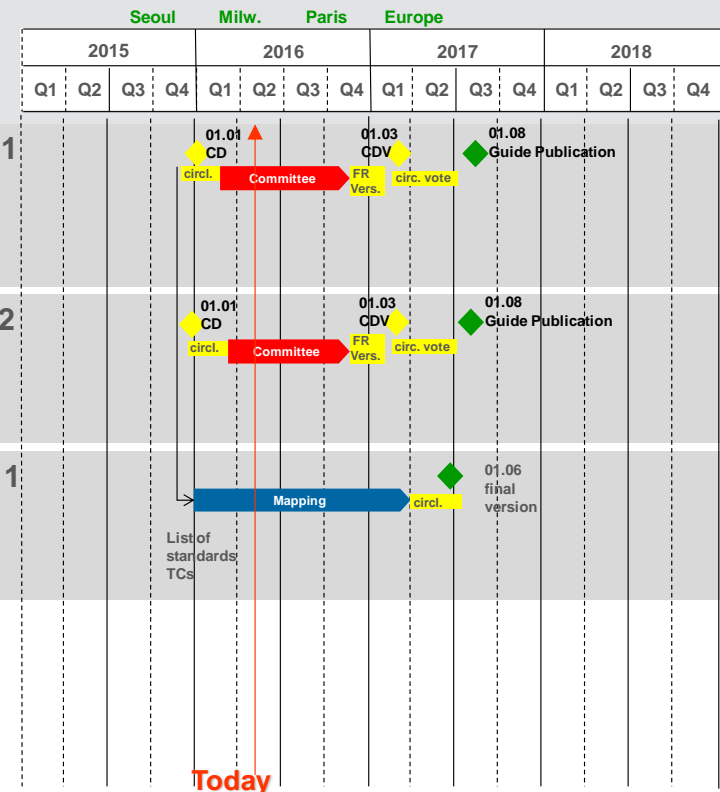 Seoul Milw. Paris Europe
2015 2016 2017 2018
Q1 Q2 Q3 Q4 Q1 Q2 Q3 Q4 Q1 Q2 Q3 Q4 Q1 Q2 Q3 Q4
1
01.01
CD
01.03
CDV
01.08
Guide Publication
circl.
Committee
FR
Vers.
circ. vote
2
01.01
CD
01.03
CDV
01.08
Guide Publication
circl.
Committee
FR
Vers.
circ. vote
1
01.06
final
version
Mapping
circl.
List of
standards
TCs
Today